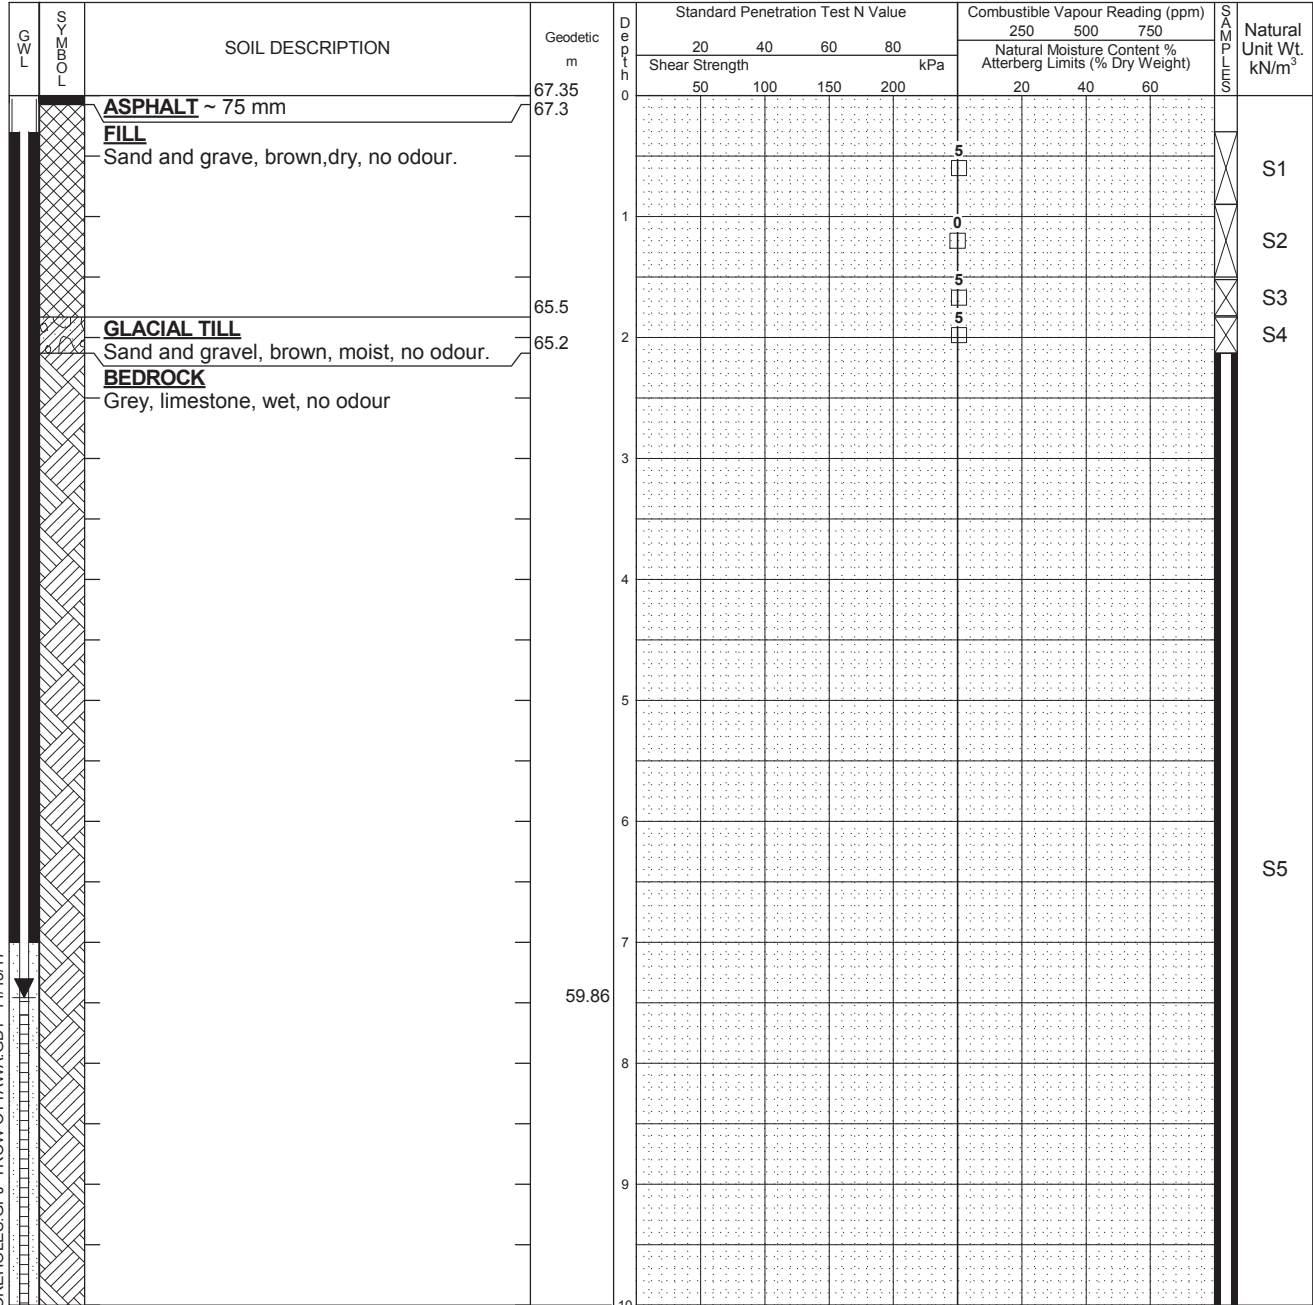 GWL
SYMBOL
SOIL DESCRIPTION
Geodetic
m
Depth
Standard Penetration Test N Value
20 40 60 80
Shear Strength kPa
50 100 150 200
Combustible Vapour Reading (ppm)
250 500 750
Natural Moisture Content %
Atterberg Limits (% Dry Weight)
20 40 60
SAMPLES
Natural
Unit Wt.
kN/m³
67.35
0
ASPHALT ~ 75 mm
67.3
FILL
Sand and grave, brown,dry, no odour.
5
S1
1
0
S2
5
S3
65.5
5
GLACIAL TILL
S4
2
Sand and gravel, brown, moist, no odour.
65.2
BEDROCK
Grey, limestone, wet, no odour
3
4
5
6
S5
7
59.86
8
9
10